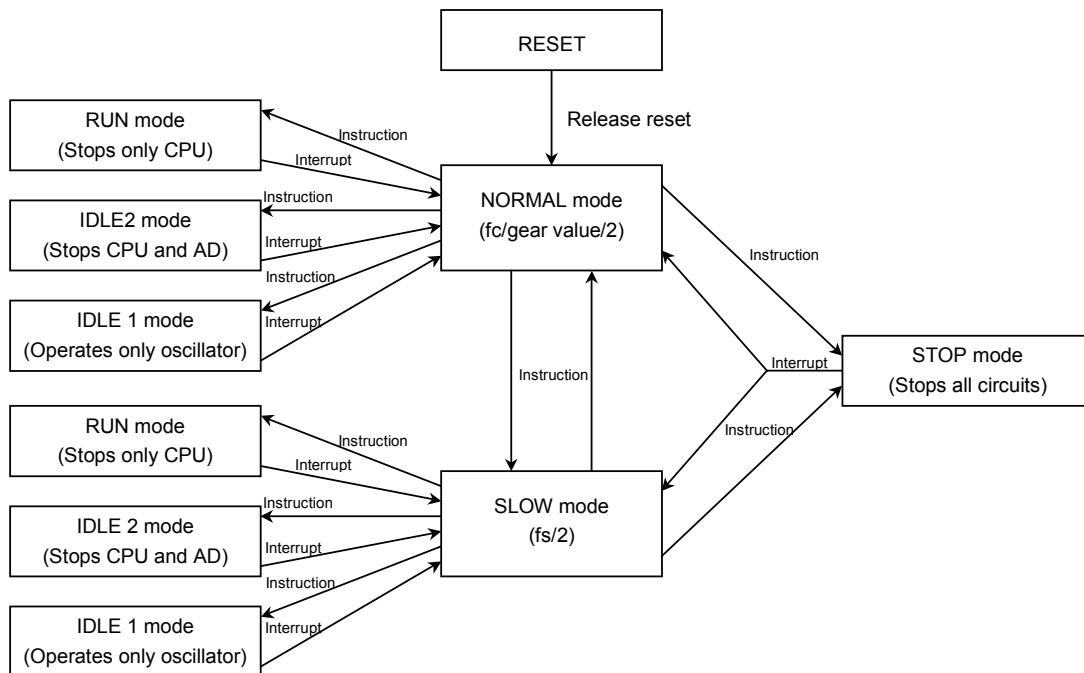 RESET
Release reset
RUN mode
(Stops only CPU)
Instruction
Interrupt
IDLE2 mode
(Stops CPU and AD)
Instruction
Interrupt
IDLE 1 mode
(Operates only oscillator)
Instruction
Interrupt
NORMAL mode
(fc/gear value/2)
Instruction
Instruction
Interrupt
STOP mode
(Stops all circuits)
Instruction
RUN mode
(Stops only CPU)
Instruction
Interrupt
IDLE 2 mode
(Stops CPU and AD)
Instruction
Interrupt
IDLE 1 mode
(Operates only oscillator)
Instruction
Interrupt
SLOW mode
(fs/2)